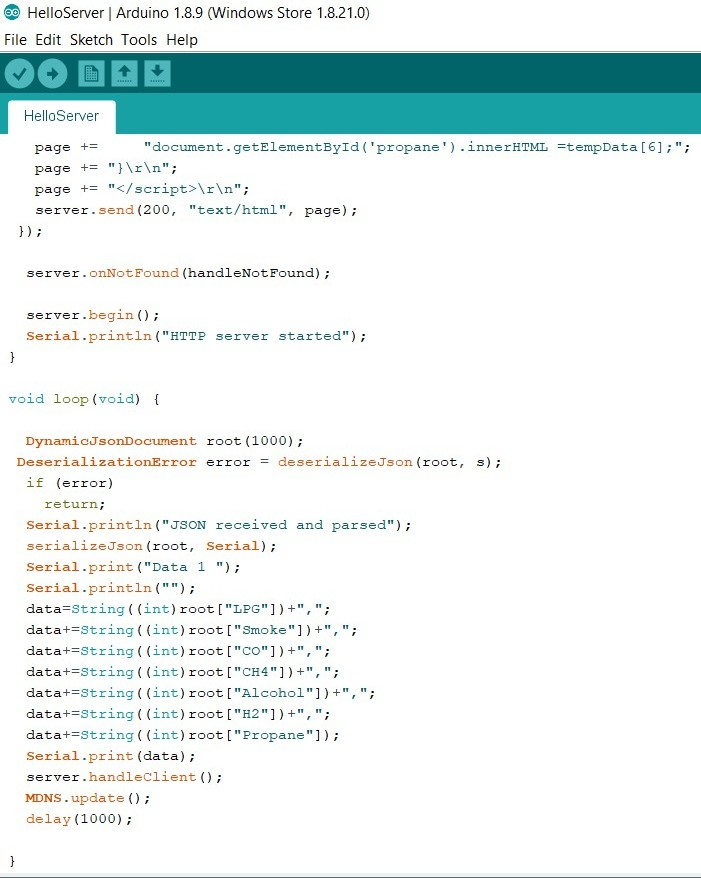 HelloServer | Arduino 1.8.9 (Windows Store 1.8.21.0)
File Edit Sketch Tools Help
HelloServer
page +=     "document.getElementById('propane').innerHTML =tempData[6];";
page += "}\r\n";
page += "</script>\r\n";
server.send(200, "text/html", page);
});
server.onNotFound(handleNotFound);
server.begin();
Serial.println("HTTP server started");
}
void loop(void) {
DynamicJsonDocument root(1000);
DeserializationError error = deserializeJson(root, s);
if (error)
return;
Serial.println("JSON received and parsed");
serializeJson(root, Serial);
Serial.print("Data 1 ");
Serial.println("");
data=String((int)root["LPG"])+",";
data+=String((int)root["Smoke"])+",";
data+=String((int)root["CO"])+",";
data+=String((int)root["CH4"])+",";
data+=String((int)root["Alcohol"])+",";
data+=String((int)root["H2"])+",";
data+=String((int)root["Propane"]);
Serial.print(data);
server.handleClient();
MDNS.update();
delay(1000);
}